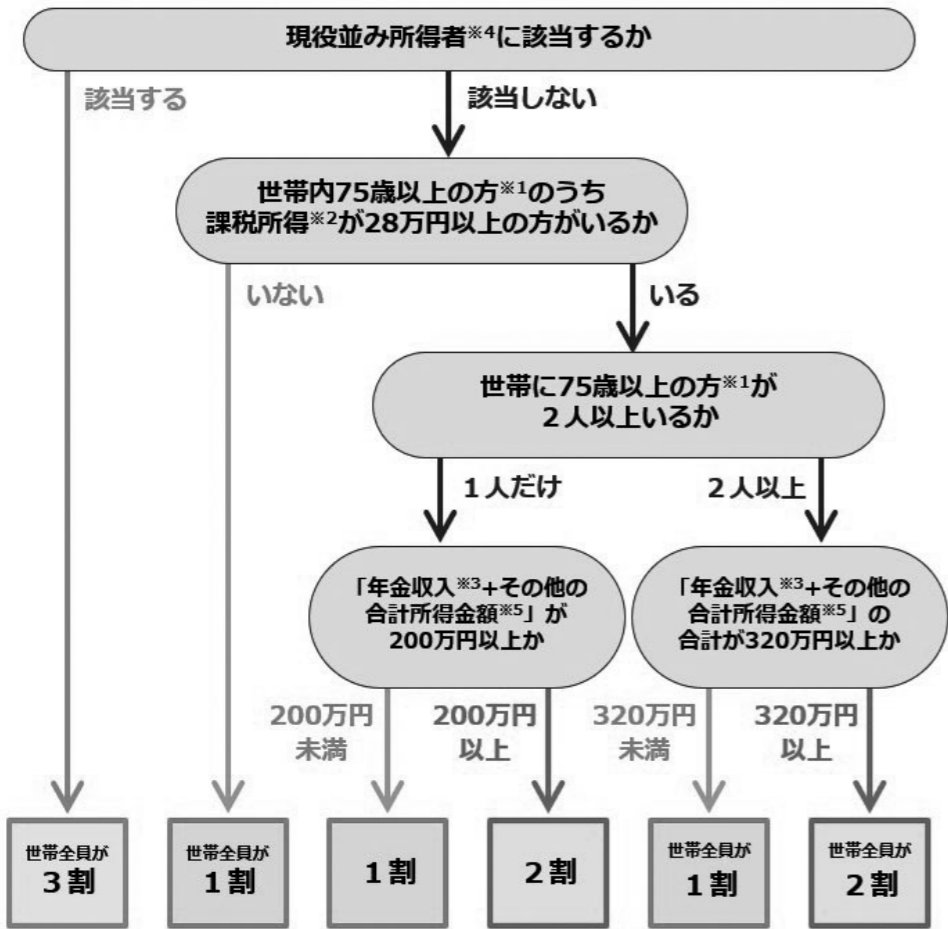 現役並み所得者※4に該当するか
該当する
該当しない
世帯内75歳以上の方※1のうち
課税所得※2が28万円以上の方がいるか
いない
いる
世帯に75歳以上の方※1が
２人以上いるか
１人だけ
２人以上
「年金収入※3+その他の
合計所得金額※5」が
200万円以上か
「年金収入※3+その他の
合計所得金額※5」の
合計が320万円以上か
200万円
未満
200万円
以上
320万円
未満
320万円
以上
世帯全員が
３割
世帯全員が
１割
１割
２割
世帯全員が
１割
世帯全員が
２割